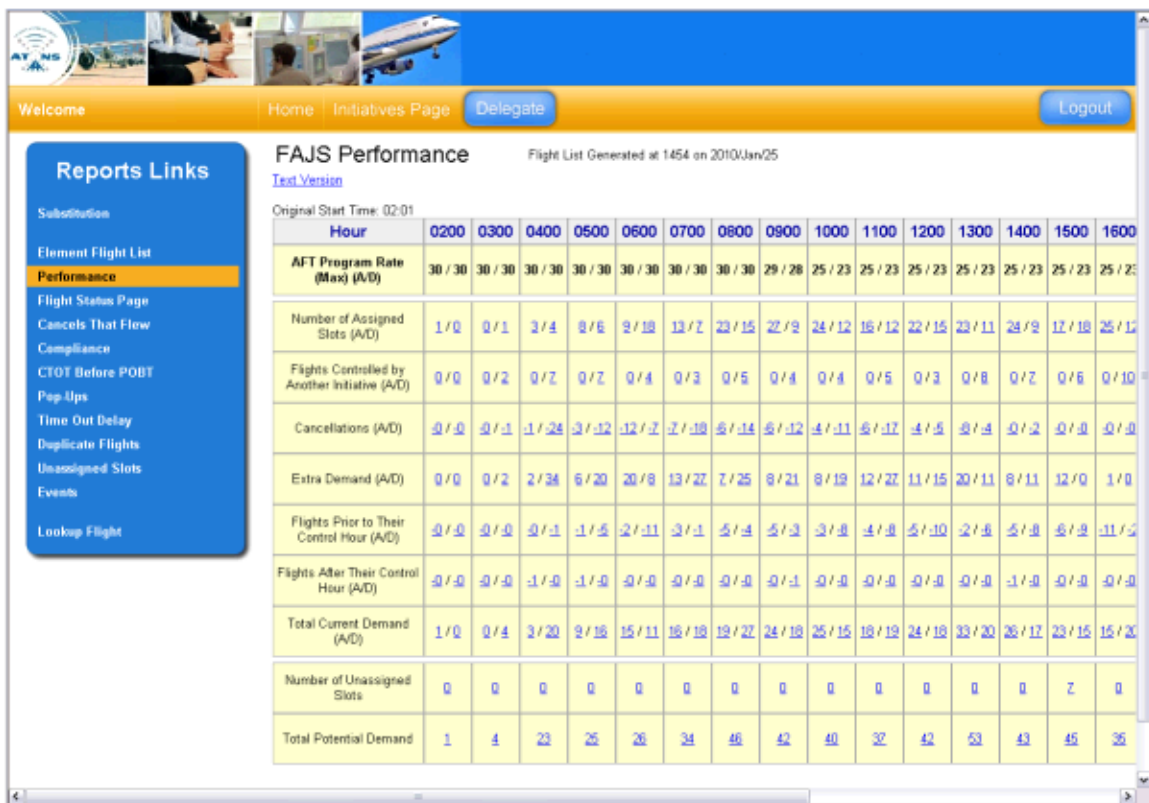 AT NS
Welcome
Home
Initiatives Page
Delegate
Logout
Reports Links
Substitution
Element Flight List
Performance
Flight Status Page
Cancels That Flew
Compliance
CTOT Before POBT
Pop-Ups
Time Out Delay
Duplicate Flights
Unassigned Slots
Events
Lookup Flight
FAJS Performance
Flight List Generated at 1454 on 2010/Jan/25
Text Version
Original Start Time: 02:01
Hour 0200 0300 0400 0500 0600 0700 0800 0900 1000 1100 1200 1300 1400 1500 1600
AFT Program Rate
(Max) (A/D)
30 / 30 30 / 30 30 / 30 30 / 30 30 / 30 30 / 30 30 / 30 29 / 28 25 / 23 25 / 23 25 / 23 25 / 23 25 / 23 25 / 23 25 / 23
Number of Assigned
Slots (A/D)
1 / 0 0 / 1 3 / 4 8 / 6 9 / 18 13 / 7 23 / 15 27 / 9 24 / 12 16 / 12 22 / 15 23 / 11 24 / 9 17 / 18 25 / 12
Flights Controlled by
Another Initiative (A/D)
0 / 0 0 / 2 0 / 7 0 / 7 0 / 4 0 / 3 0 / 5 0 / 4 0 / 4 0 / 5 0 / 3 0 / 8 0 / 7 0 / 6 0 / 10
Cancellations (A/D)
-0 / -0 -0 / -1 -1 / -24 -3 / -12 -12 / -7 -7 / -18 -6 / -14 -6 / -12 -4 / -11 -6 / -17 -4 / -5 -8 / -4 -0 / -2 -0 / -0 -0 / -0
Extra Demand (A/D)
0 / 0 0 / 2 2 / 34 6 / 20 20 / 8 13 / 27 7 / 25 8 / 21 8 / 19 12 / 27 11 / 15 20 / 11 8 / 11 12 / 0 1 / 0
Flights Prior to Their
Control Hour (A/D)
-0 / -0 -0 / -0 -0 / -1 -1 / -5 -2 / -11 -3 / -1 -5 / -4 -5 / -3 -3 / -8 -4 / -8 -5 / -10 -2 / -6 -5 / -8 -6 / -9 -11 / -2
Flights After Their Control
Hour (A/D)
-0 / -0 -0 / -0 -1 / -0 -1 / -0 -0 / -0 -0 / -0 -0 / -0 -0 / -1 -0 / -0 -0 / -0 -0 / -0 -0 / -0 -1 / -0 -0 / -0 -0 / -0
Total Current Demand
(A/D)
1 / 0 0 / 4 3 / 20 9 / 16 15 / 11 16 / 18 19 / 27 24 / 18 25 / 15 18 / 19 24 / 18 33 / 20 26 / 17 23 / 15 15 / 20
Number of Unassigned
Slots
0 0 0 0 0 0 0 0 0 0 0 0 0 7 0
Total Potential Demand 1 4 23 25 26 34 46 42 40 37 42 53 43 45 35